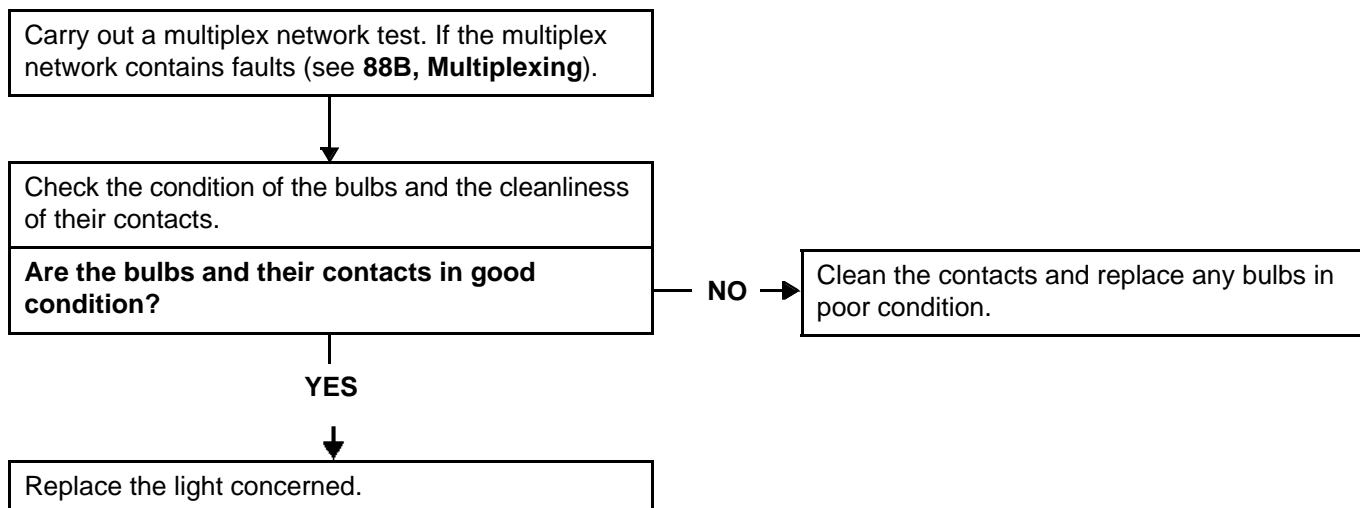 Carry out a multiplex network test. If the multiplex
network contains faults (see 88B, Multiplexing).
Check the condition of the bulbs and the cleanliness
of their contacts.
Are the bulbs and their contacts in good
condition?
NO
Clean the contacts and replace any bulbs in
poor condition.
YES
Replace the light concerned.